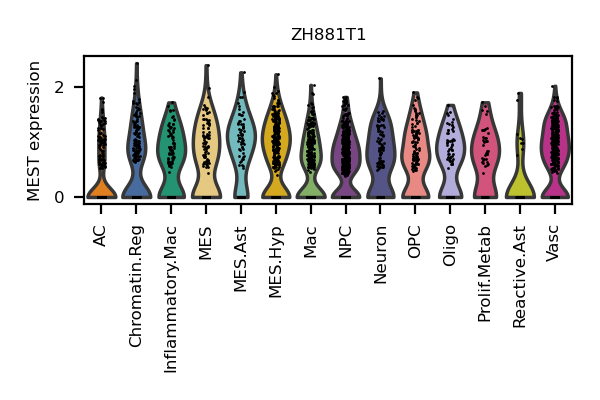 ZH881T1
MEST expression
2
0
AC
Chromatin.Reg
Inflammatory.Mac
MES
MES.Ast
MES.Hyp
Mac
NPC
Neuron
OPC
Oligo
Prolif.Metab
Reactive.Ast
Vasc